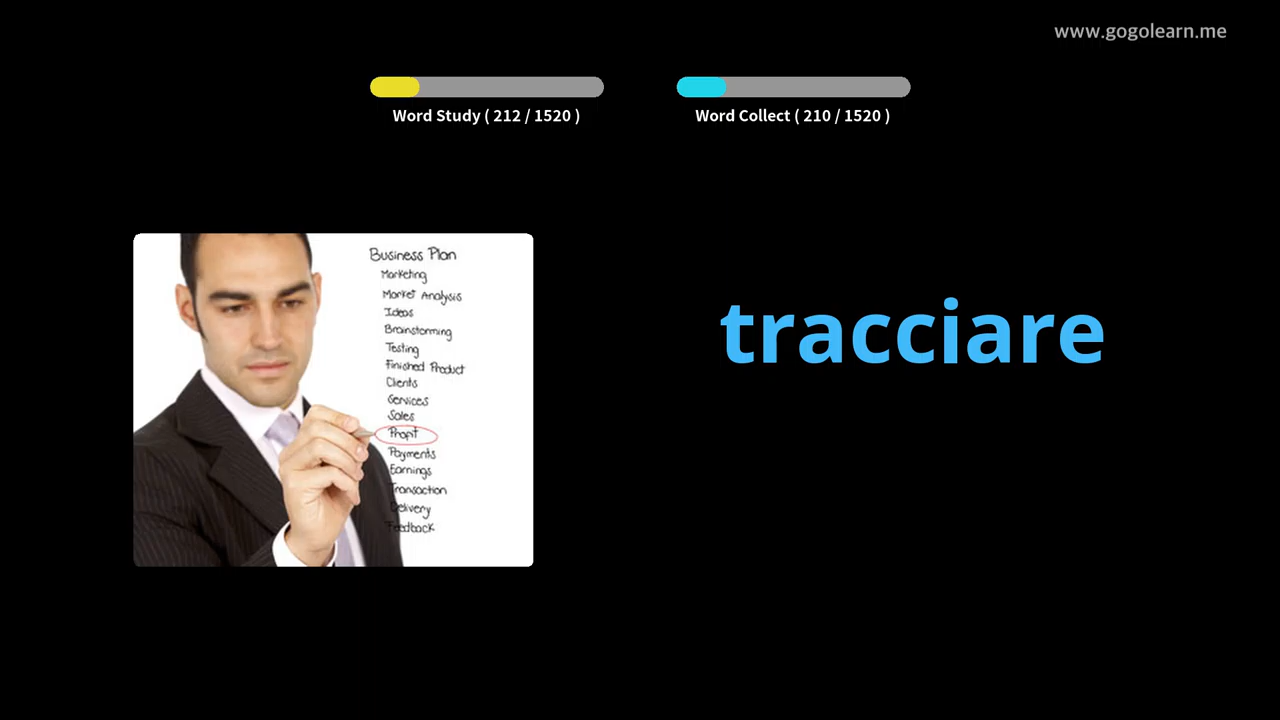 www.gogolearn.me
Word Study ( 212 / 1520 )
Word Collect ( 210 / 1520 )
Business Plan
Marketing
Market Analysis
Ideas
Brainstorming
Testing
Finished Product
Clients
Services
Sales
Profit
Payments
Earnings
Transaction
Delivery
Feedback
tracciare